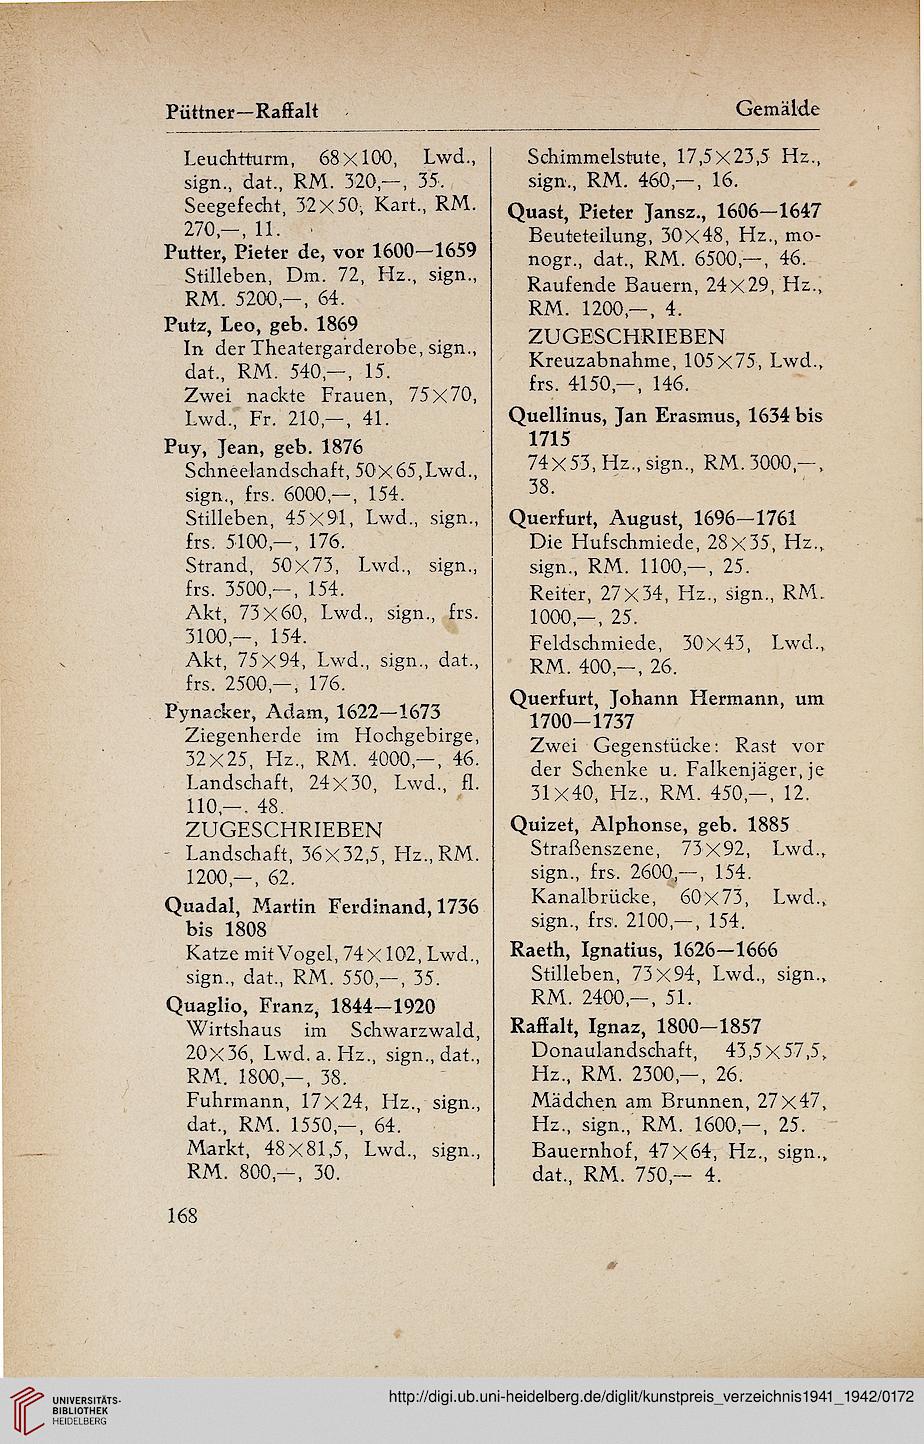 Püttner—Raffalt
Gemälde
Leuchtturm, 68×100, Lwd.,
sign., dat., RM. 320,—, 35.
Seegefecht, 32×50, Kart., RM.
270,—, 11.
Putter, Pieter de, vor 1600—1659
Stilleben, Dm. 72, Hz., sign.,
RM. 5200,—, 64.
Putz, Leo, geb. 1869
In der Theatergarderobe, sign.,
dat., RM. 540,—, 15.
Zwei nackte Frauen, 75×70,
Lwd., Fr. 210,—, 41.
Puy, Jean, geb. 1876
Schneelandschaft, 50×65, Lwd.,
sign., frs. 6000,—, 154.
Stilleben, 45×91, Lwd., sign.,
frs. 5100,—, 176.
Strand, 50×73, Lwd., sign.,
frs. 3500,—, 154.
Akt, 73×60, Lwd., sign., frs.
3100,—, 154.
Akt, 75×94, Lwd., sign., dat.,
frs. 2500,—, 176.
Pynacker, Adam, 1622—1673
Ziegenherde im Hochgebirge,
32×25, Hz., RM. 4000,—, 46.
Landschaft, 24×30, Lwd., fl.
110,—. 48.
ZUGESCHRIEBEN
Landschaft, 36×32,5, Hz., RM.
1200,—, 62.
Quadal, Martin Ferdinand, 1736
bis 1808
Katze mit Vogel, 74×102, Lwd.,
sign., dat., RM. 550,—, 35.
Quaglio, Franz, 1844—1920
Wirtshaus im Schwarzwald,
20×36, Lwd. a. Hz., sign., dat.,
RM. 1800,—, 38.
Fuhrmann, 17×24, Hz., sign.,
dat., RM. 1550,—, 64.
Markt, 48×81,5, Lwd., sign.,
RM. 800,—, 30.
Schimmelstute, 17,5×23,5 Hz.,
sign., RM. 460,—, 16.
Quast, Pieter Jansz., 1606—1647
Beuteteilung, 30×48, Hz., mo-
nogr., dat., RM. 6500,—, 46.
Raufende Bauern, 24×29, Hz.,
RM. 1200,—, 4.
ZUGESCHRIEBEN
Kreuzabnahme, 105×75, Lwd.,
frs. 4150,—, 146.
Quellinus, Jan Erasmus, 1634 bis
1715
74×53, Hz., sign., RM. 3000,—,
38.
Querfurt, August, 1696—1761
Die Hufschmiede, 28×35, Hz.,
sign., RM. 1100,—, 25.
Reiter, 27×34, Hz., sign., RM.
1000,—, 25.
Feldschmiede, 30×43, Lwd.,
RM. 400,—, 26.
Querfurt, Johann Hermann, um
1700—1737
Zwei Gegenstücke: Rast vor
der Schenke u. Falkenjäger, je
31×40, Hz., RM. 450,—, 12.
Quizet, Alphonse, geb. 1885
Straßenszene, 73×92, Lwd.,
sign., frs. 2600,—, 154.
Kanalbrücke, 60×73, Lwd.,
sign., frs. 2100,—, 154.
Raeth, Ignatius, 1626—1666
Stilleben, 73×94, Lwd., sign.,
RM. 2400,—, 51.
Raffalt, Ignaz, 1800—1857
Donaulandschaft, 43,5×57,5,
Hz., RM. 2300,—, 26.
Mädchen am Brunnen, 27×47,
Hz., sign., RM. 1600,—, 25.
Bauernhof, 47×64, Hz., sign.,
dat., RM. 750,— 4.
168
UNIVERSITÄTS-
BIBLIOTHEK
HEIDELBERG
http://digi.ub.uni-heidelberg.de/diglit/kunstpreis_verzeichnis1941_1942/0172